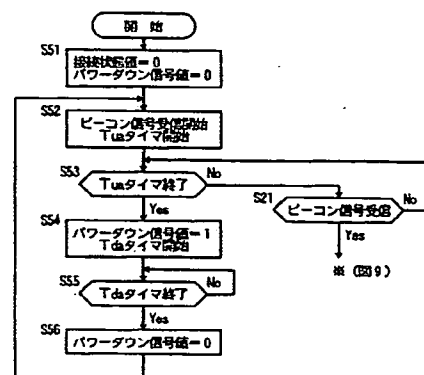 開 始
S51
接続状態値=0
パワーダウン信号値=0
S52
ビーコン信号受信開始
Tuaタイマ開始
S53
Tuaタイマ終了
No
S21
ビーコン信号受信
No
Yes
S54
パワーダウン信号値=1
Tdaタイマ開始
Yes
※ (図9)
S55
Tdaタイマ終了
No
Yes
S56
パワーダウン信号値=0